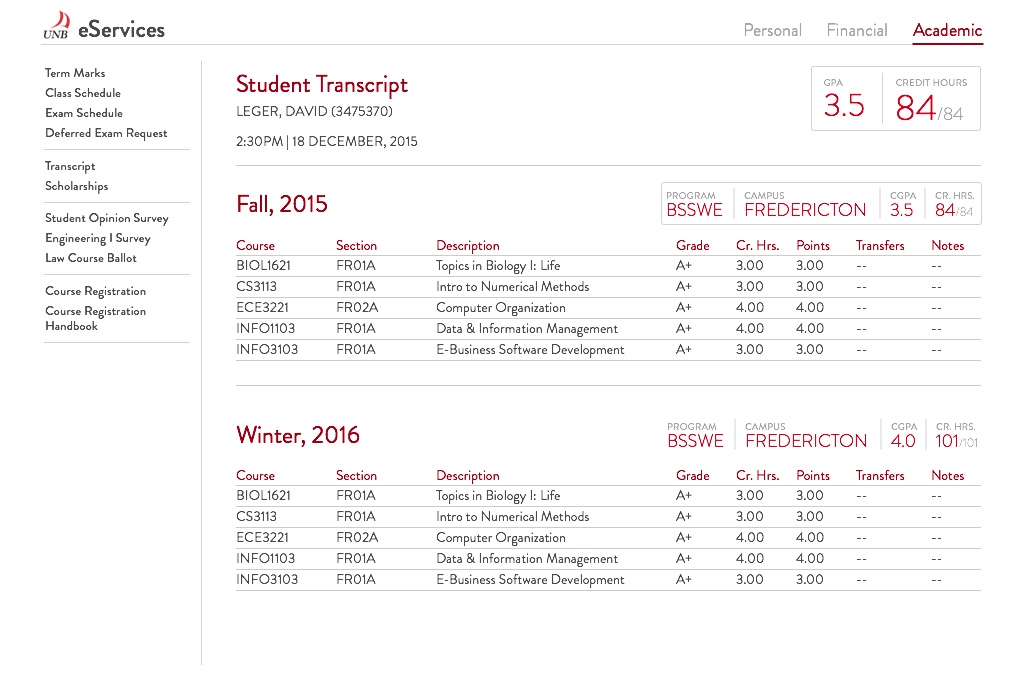 UNB eServices
Personal Financial Academic
Term Marks
Class Schedule
Exam Schedule
Deferred Exam Request
Transcript
Scholarships
Student Opinion Survey
Engineering I Survey
Law Course Ballot
Course Registration
Course Registration
Handbook
Student Transcript
LEGER, DAVID (3475370)
2:30PM | 18 DECEMBER, 2015
GPA CREDIT HOURS
3.5 84/84
Fall, 2015
PROGRAM CAMPUS CGPA CR. HRS.
BSSWE FREDERICTON 3.5 84/84
Course Section Description Grade Cr. Hrs. Points Transfers Notes
BIOL1621 FR01A Topics in Biology I: Life A+ 3.00 3.00 -- --
CS3113 FR01A Intro to Numerical Methods A+ 3.00 3.00 -- --
ECE3221 FR02A Computer Organization A+ 4.00 4.00 -- --
INFO1103 FR01A Data & Information Management A+ 4.00 4.00 -- --
INFO3103 FR01A E-Business Software Development A+ 3.00 3.00 -- --
Winter, 2016
PROGRAM CAMPUS CGPA CR. HRS.
BSSWE FREDERICTON 4.0 101/101
Course Section Description Grade Cr. Hrs. Points Transfers Notes
BIOL1621 FR01A Topics in Biology I: Life A+ 3.00 3.00 -- --
CS3113 FR01A Intro to Numerical Methods A+ 3.00 3.00 -- --
ECE3221 FR02A Computer Organization A+ 4.00 4.00 -- --
INFO1103 FR01A Data & Information Management A+ 4.00 4.00 -- --
INFO3103 FR01A E-Business Software Development A+ 3.00 3.00 -- --